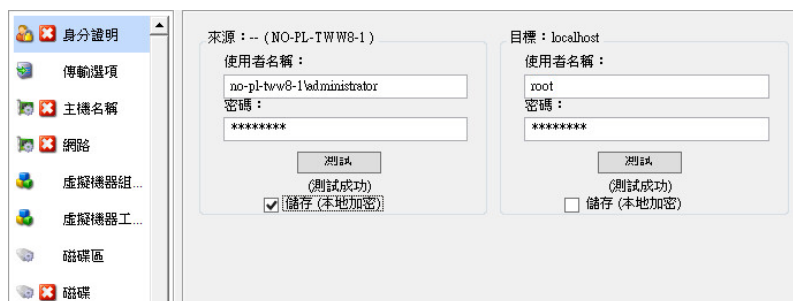 身分證明
傳輸選項
主機名稱
網路
虛擬機器組...
虛擬機器工...
磁碟區
磁碟
來源：-- ( NO-PL-TWW8-1 )
使用者名稱：
no-pl-tww8-1\administrator
密碼：
********
測試
(測試成功)
儲存 (本地加密)
目標：localhost
使用者名稱：
root
密碼：
********
測試
(測試成功)
儲存 (本地加密)